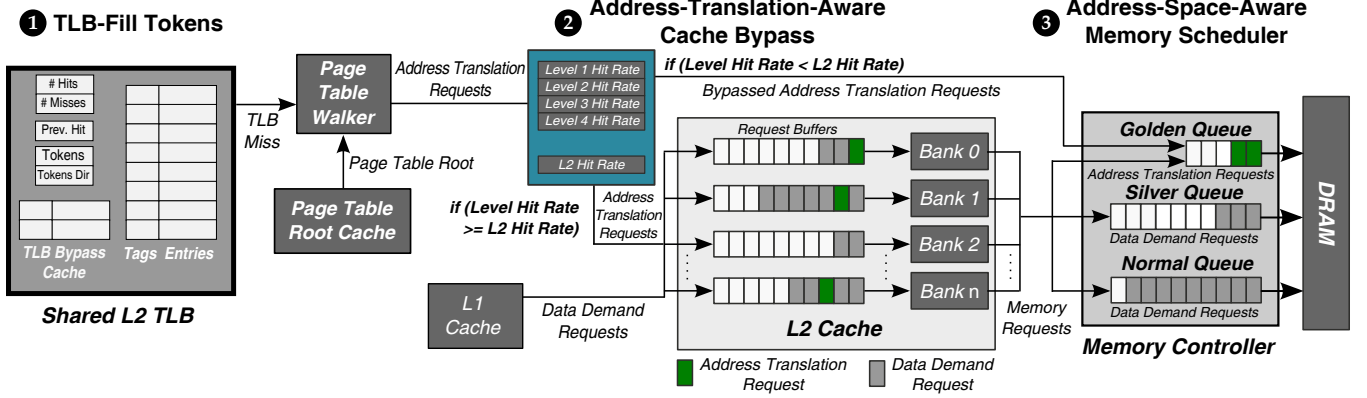 1 TLB-Fill Tokens
# Hits
# Misses
Prev. Hit
Tokens
Tokens Dir
TLB Bypass
Cache
Tags Entries
Shared L2 TLB
TLB
Miss
Page
Table
Walker
Page Table Root
Page Table
Root Cache
Address Translation
Requests
2 Address-Translation-Aware
Cache Bypass
Level 1 Hit Rate
Level 2 Hit Rate
Level 3 Hit Rate
Level 4 Hit Rate
L2 Hit Rate
if (Level Hit Rate < L2 Hit Rate)
Bypassed Address Translation Requests
if (Level Hit Rate
>= L2 Hit Rate)
Address
Translation
Requests
L1
Cache
Data Demand
Requests
Request Buffers
Bank 0
Bank 1
Bank 2
Bank n
L2 Cache
Address Translation
Request
Data Demand
Request
Memory
Requests
3 Address-Space-Aware
Memory Scheduler
Golden Queue
Address Translation Requests
Silver Queue
Data Demand Requests
Normal Queue
Data Demand Requests
Memory Controller
DRAM